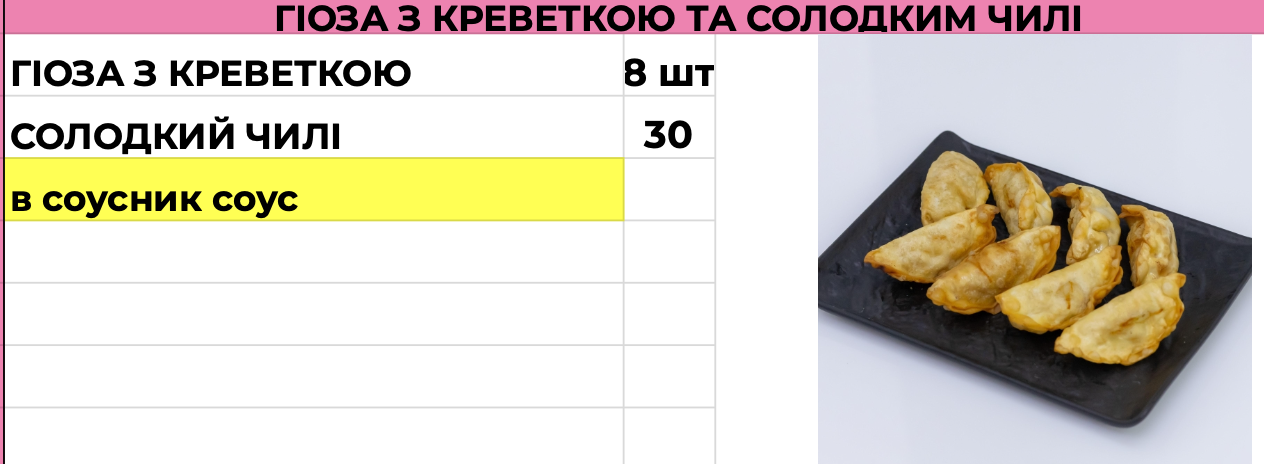 ГІОЗА З КРЕВЕТКОЮ ТА СОЛОДКИМ ЧИЛІ
ГІОЗА З КРЕВЕТКОЮ 8 шт
СОЛОДКИЙ ЧИЛІ 30
в соусник соус